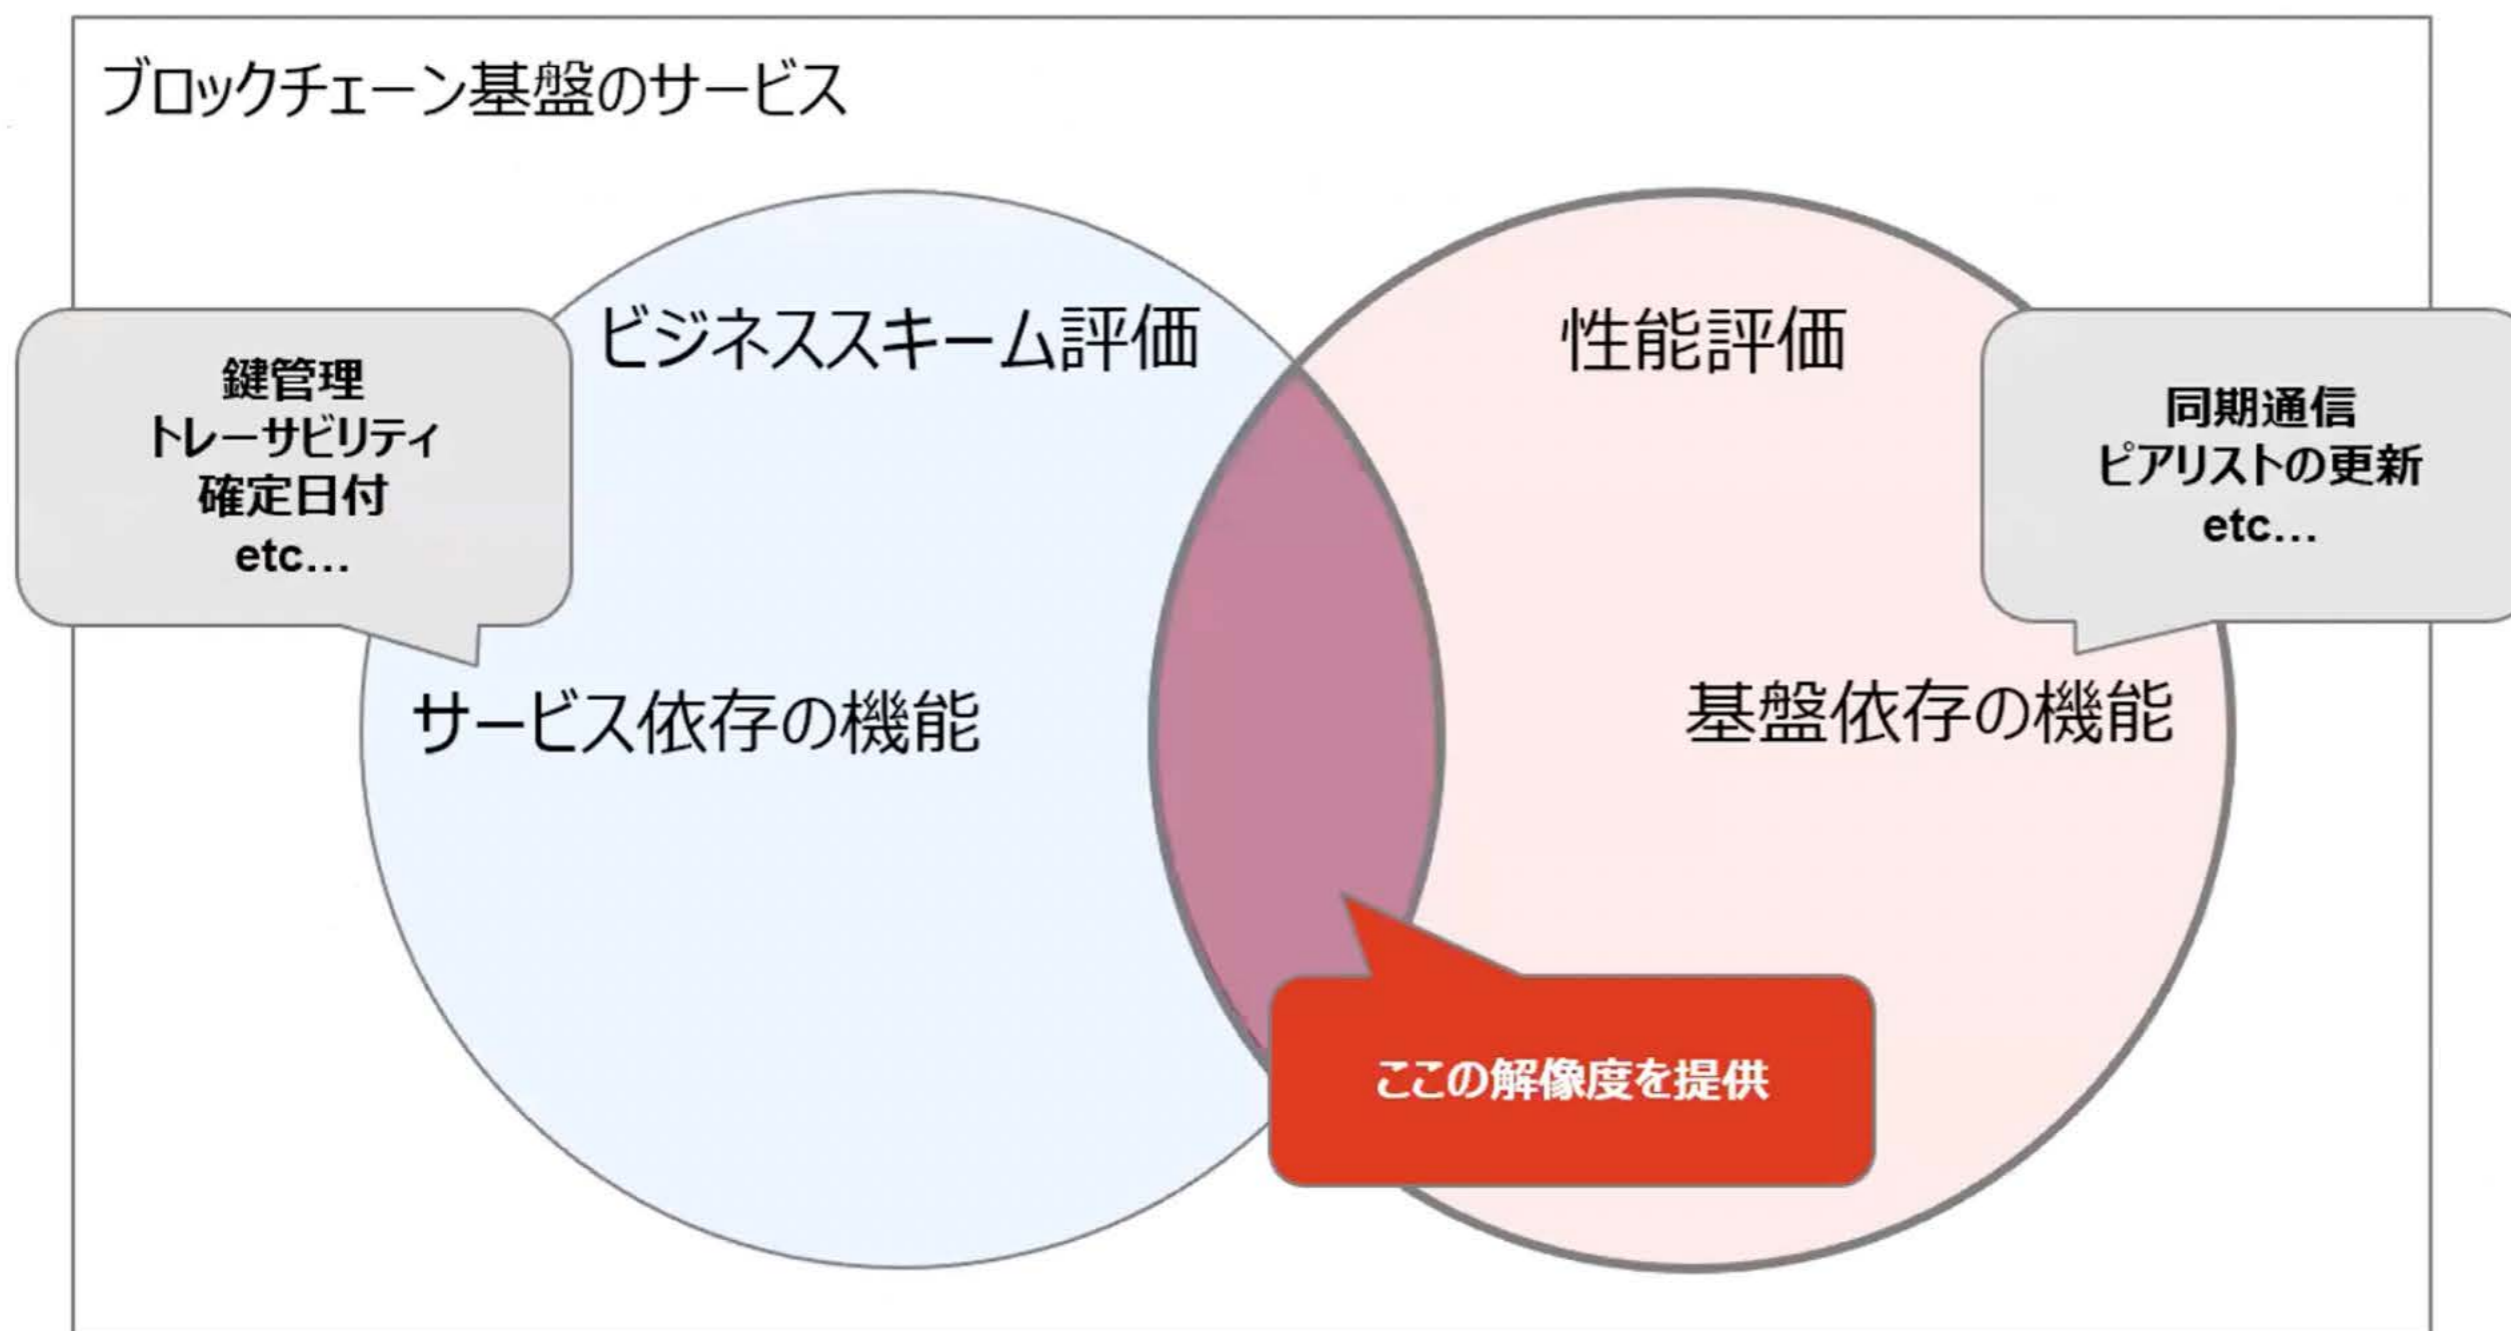 ブロックチェーン基盤のサービス
ビジネススキーム評価
性能評価
鍵管理
トレーサビリティ
確定日付
etc…
同期通信
ピアリストの更新
etc…
サービス依存の機能
基盤依存の機能
ここの解像度を提供